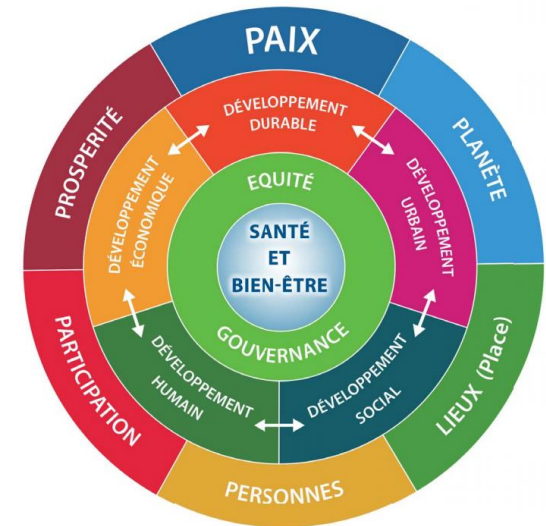 PAIX
PLANÈTE
LIEUX (Place)
PERSONNES
PARTICIPATION
PROSPERITÉ
DÉVELOPPEMENT
DURABLE
DÉVELOPPEMENT
URBAIN
DÉVELOPPEMENT
SOCIAL
DÉVELOPPEMENT
HUMAIN
DÉVELOPPEMENT
ÉCONOMIQUE
EQUITÉ
GOUVERNANCE
SANTÉ
ET
BIEN-ÊTRE